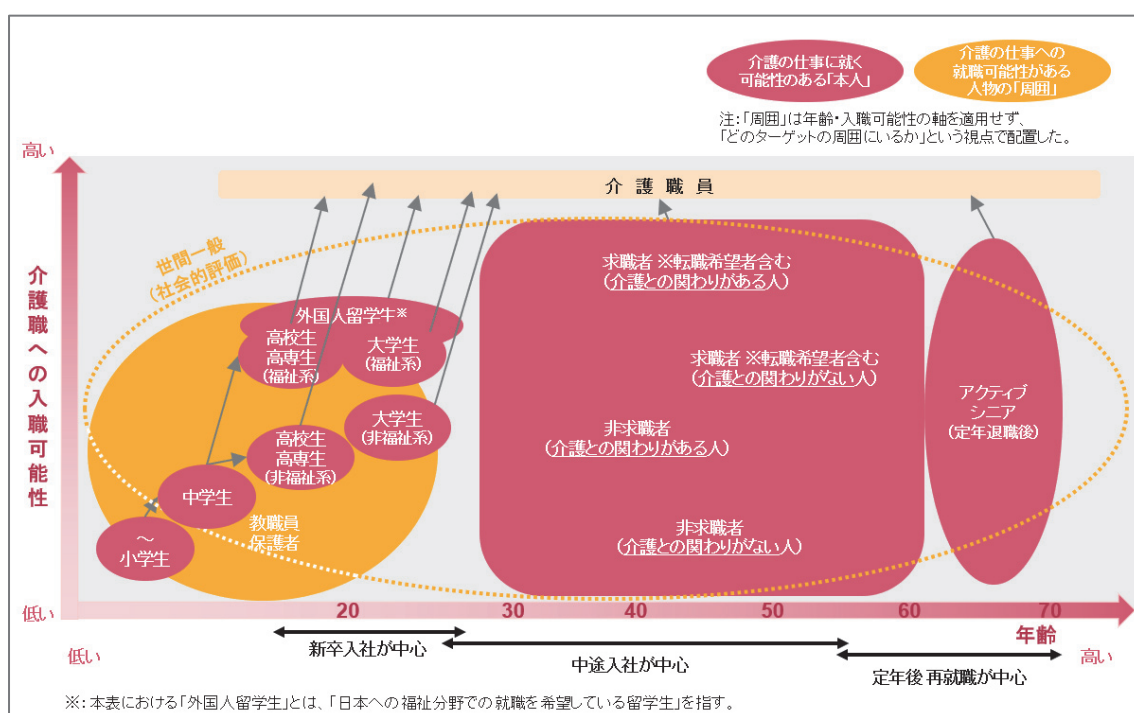 介護の仕事に就く
可能性のある「本人」
介護の仕事への
就職可能性がある
人物の「周囲」
注:「周囲」は年齢・入職可能性の軸を適用せず、
「どのターゲットの周囲にいるか」という視点で配置した。
高い
介護職員
介護職への入職可能性
世間一般
(社会的評価)
外国人留学生※
高校生
高専生
(福祉系)
大学生
(福祉系)
大学生
(非福祉系)
高校生
高専生
(非福祉系)
中学生
～
小学生
教職員
保護者
求職者 ※転職希望者含む
(介護との関わりがある人)
求職者 ※転職希望者含む
(介護との関わりがない人)
非求職者
(介護との関わりがある人)
非求職者
(介護との関わりがない人)
アクティブ
シニア
(定年退職後)
低い
20 30 40 50 60 70
年齢
低い
高い
新卒入社が中心
中途入社が中心
定年後 再就職が中心
※:本表における「外国人留学生」とは、「日本への福祉分野での就職を希望している留学生」を指す。